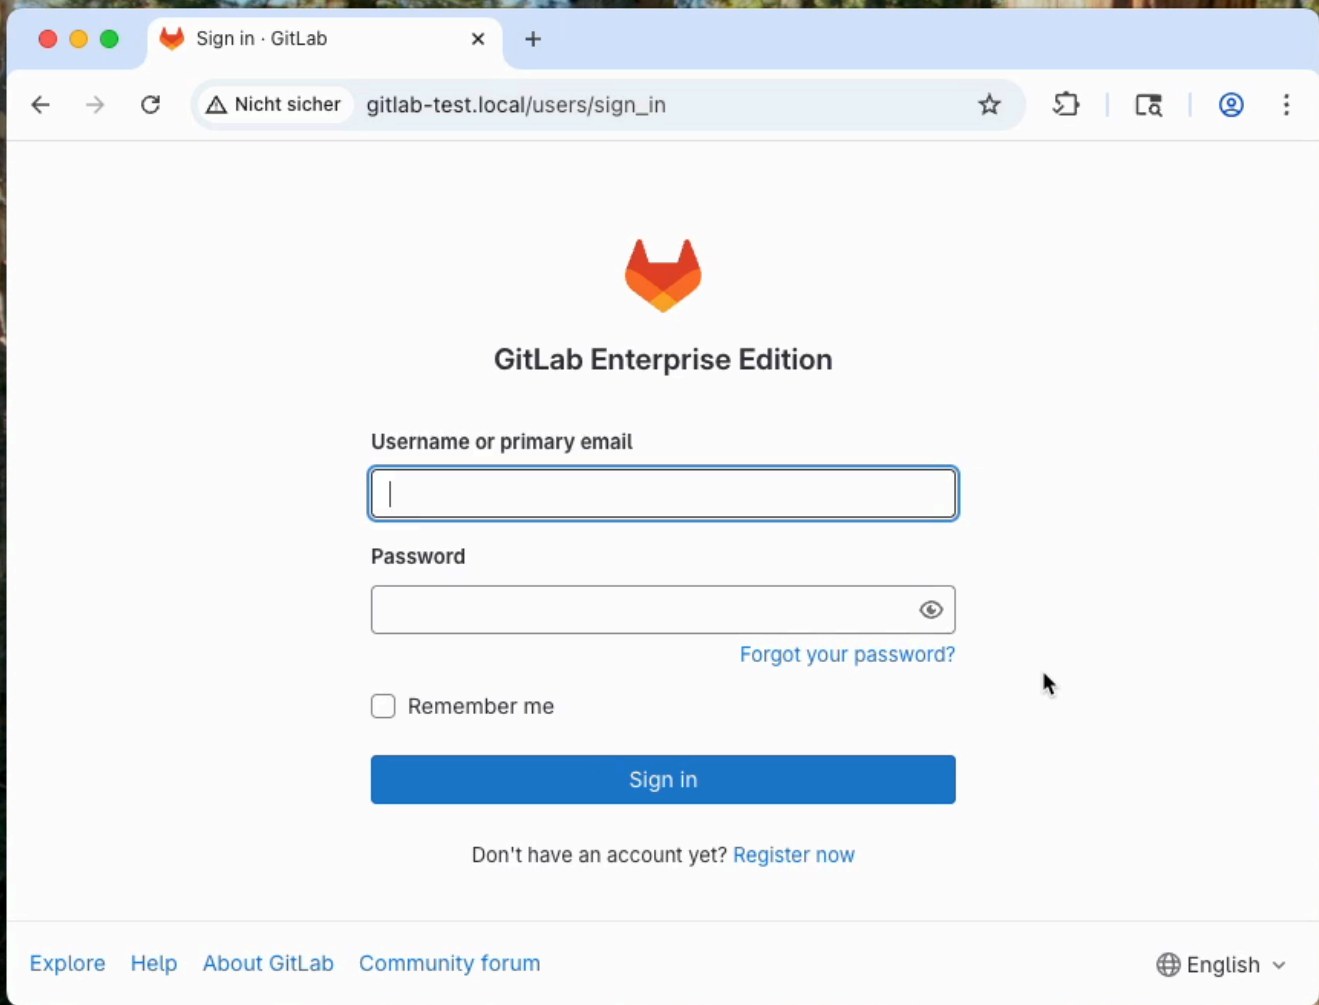 Sign in · GitLab
Nicht sicher gitlab-test.local/users/sign_in
GitLab Enterprise Edition
Username or primary email
Password
Forgot your password?
Remember me
Sign in
Don't have an account yet? Register now
Explore Help About GitLab Community forum English